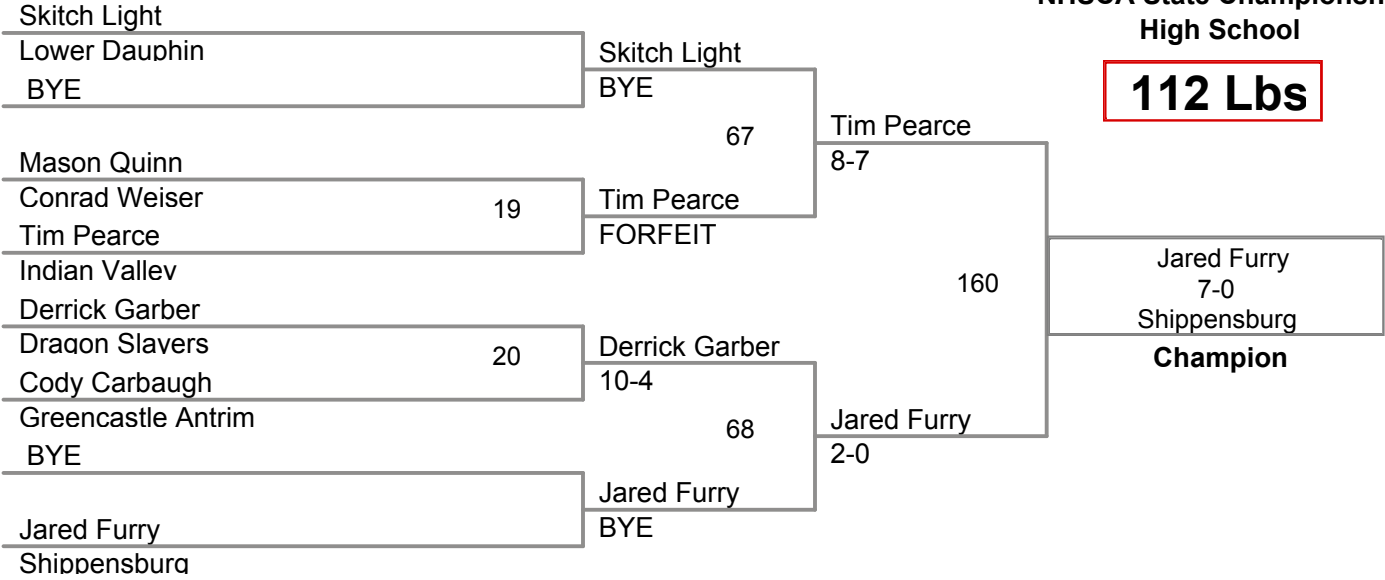 Skitch Light
Lower Dauphin
BYE
Mason Quinn
Conrad Weiser
19
Tim Pearce
Indian Valley
Derrick Garber
Dragon Slayers
20
Cody Carbaugh
Greencastle Antrim
BYE
Jared Furry
Shippensburg
Skitch Light
BYE
67
Tim Pearce
FORFEIT
Derrick Garber
10-4
68
Jared Furry
BYE
Tim Pearce
8-7
160
Jared Furry
2-0
State
High School
112 Lbs
Jared Furry
7-0
Shippensburg
Champion